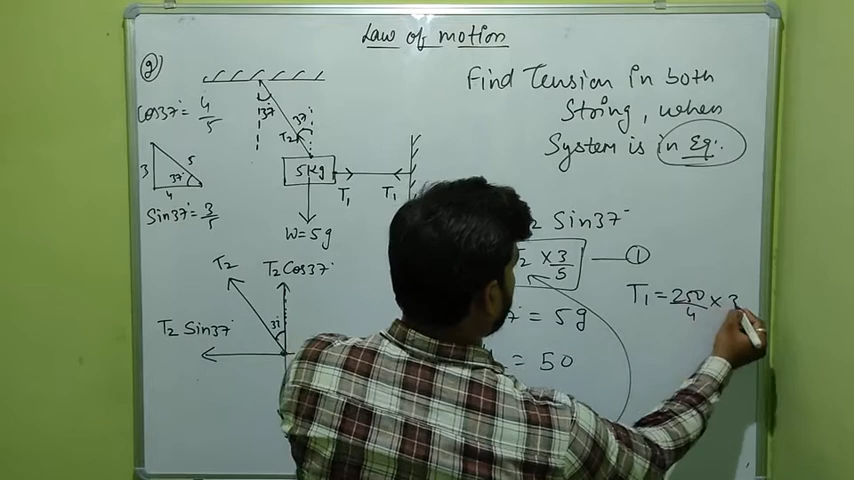 Law of motion
9)
Find Tension in both
String, when
System is in Eq.
Cos37° = 4/5
37°
37°
T2
5Kg
T1
T1
W=5g
3
5
37°
4
Sin37° = 3/5
T2
T2Cos37°
T2 Sin37°
37°
2 Sin37°
T2 × 3/5
1
= 5g
= 50
T1 = 250/4 × 3